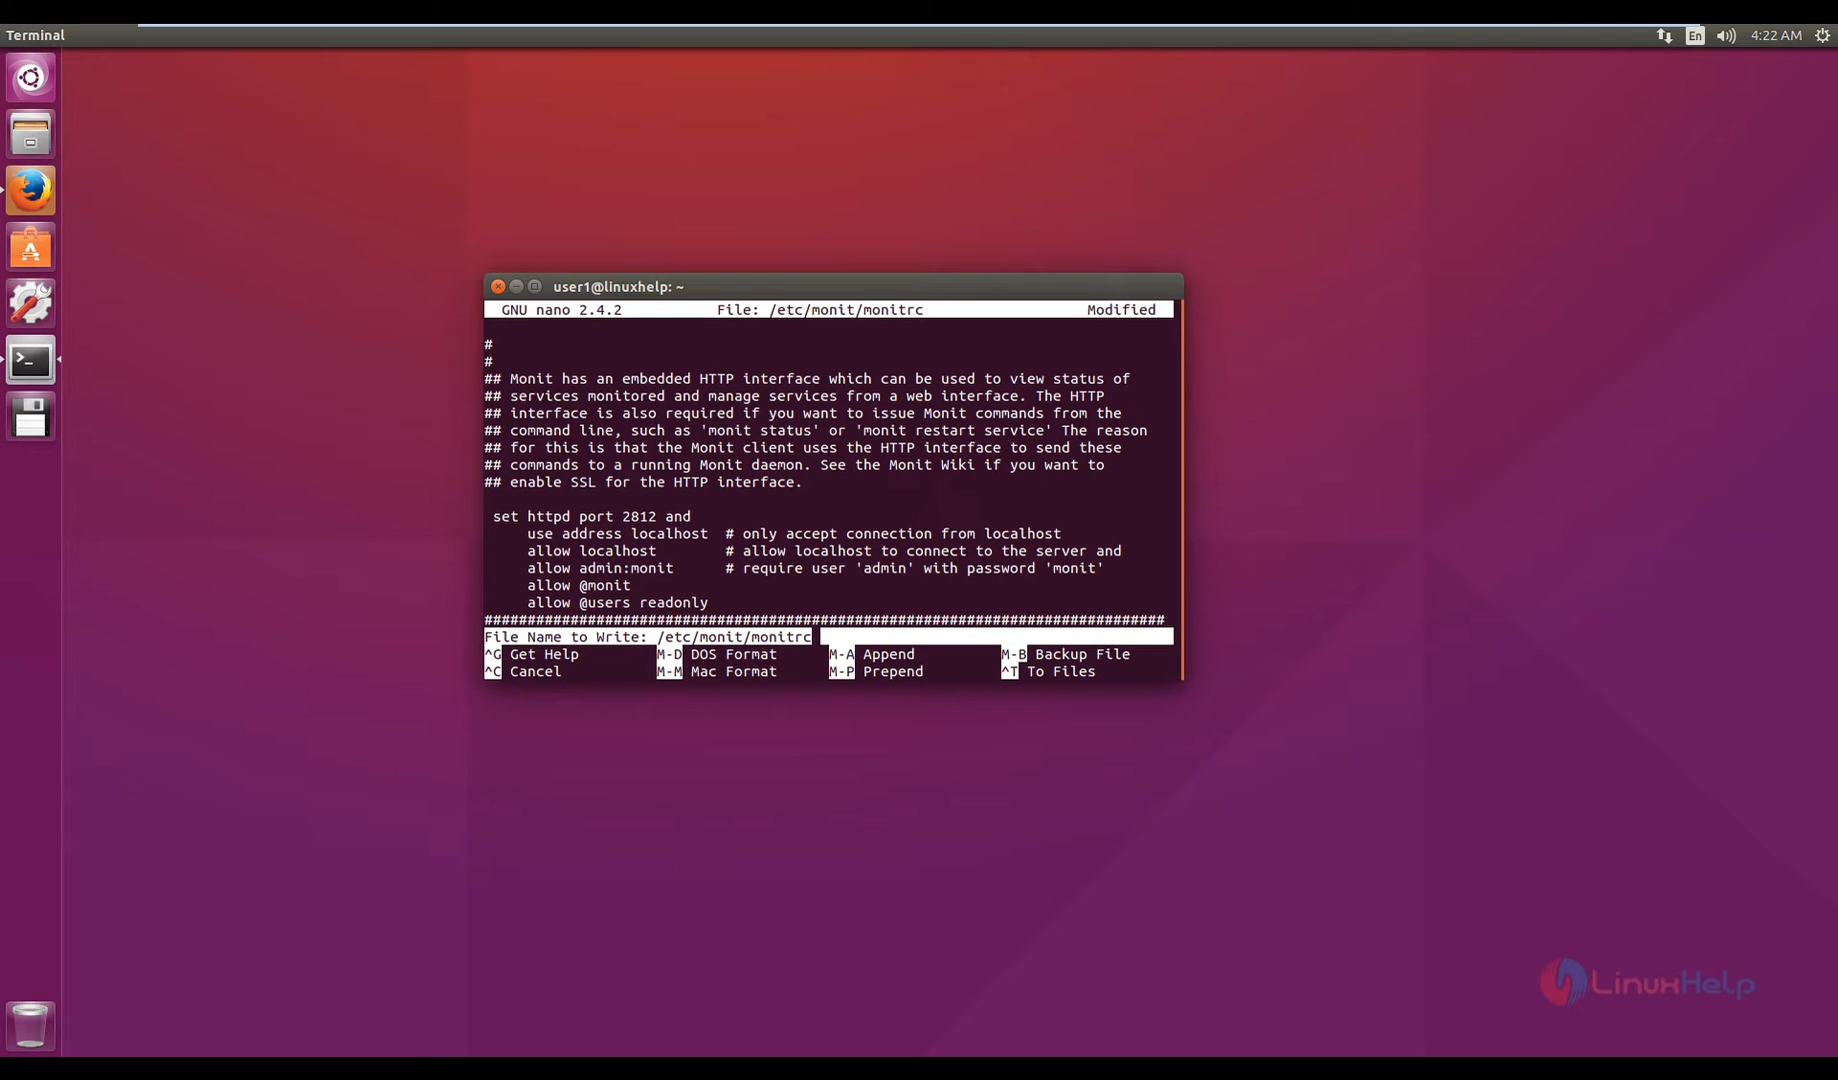 Terminal
En
4:22 AM
user1@linuxhelp: ~
GNU nano 2.4.2 File: /etc/monit/monitrc Modified
#
#
## Monit has an embedded HTTP interface which can be used to view status of
## services monitored and manage services from a web interface. The HTTP
## interface is also required if you want to issue Monit commands from the
## command line, such as 'monit status' or 'monit restart service' The reason
## for this is that the Monit client uses the HTTP interface to send these
## commands to a running Monit daemon. See the Monit Wiki if you want to
## enable SSL for the HTTP interface.
set httpd port 2812 and
use address localhost # only accept connection from localhost
allow localhost # allow localhost to connect to the server and
allow admin:monit # require user 'admin' with password 'monit'
allow @monit
allow @users readonly
###############################################################################
File Name to Write: /etc/monit/monitrc
^G Get Help M-D DOS Format M-A Append M-B Backup File
^C Cancel M-M Mac Format M-P Prepend ^T To Files
LinuxHelp